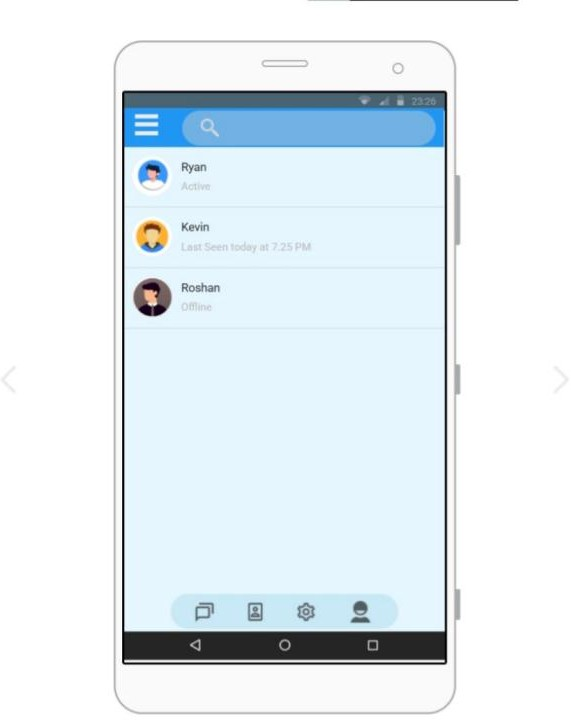 23:26
Ryan
Active
Kevin
Last Seen today at 7.25 PM
Roshan
Offline